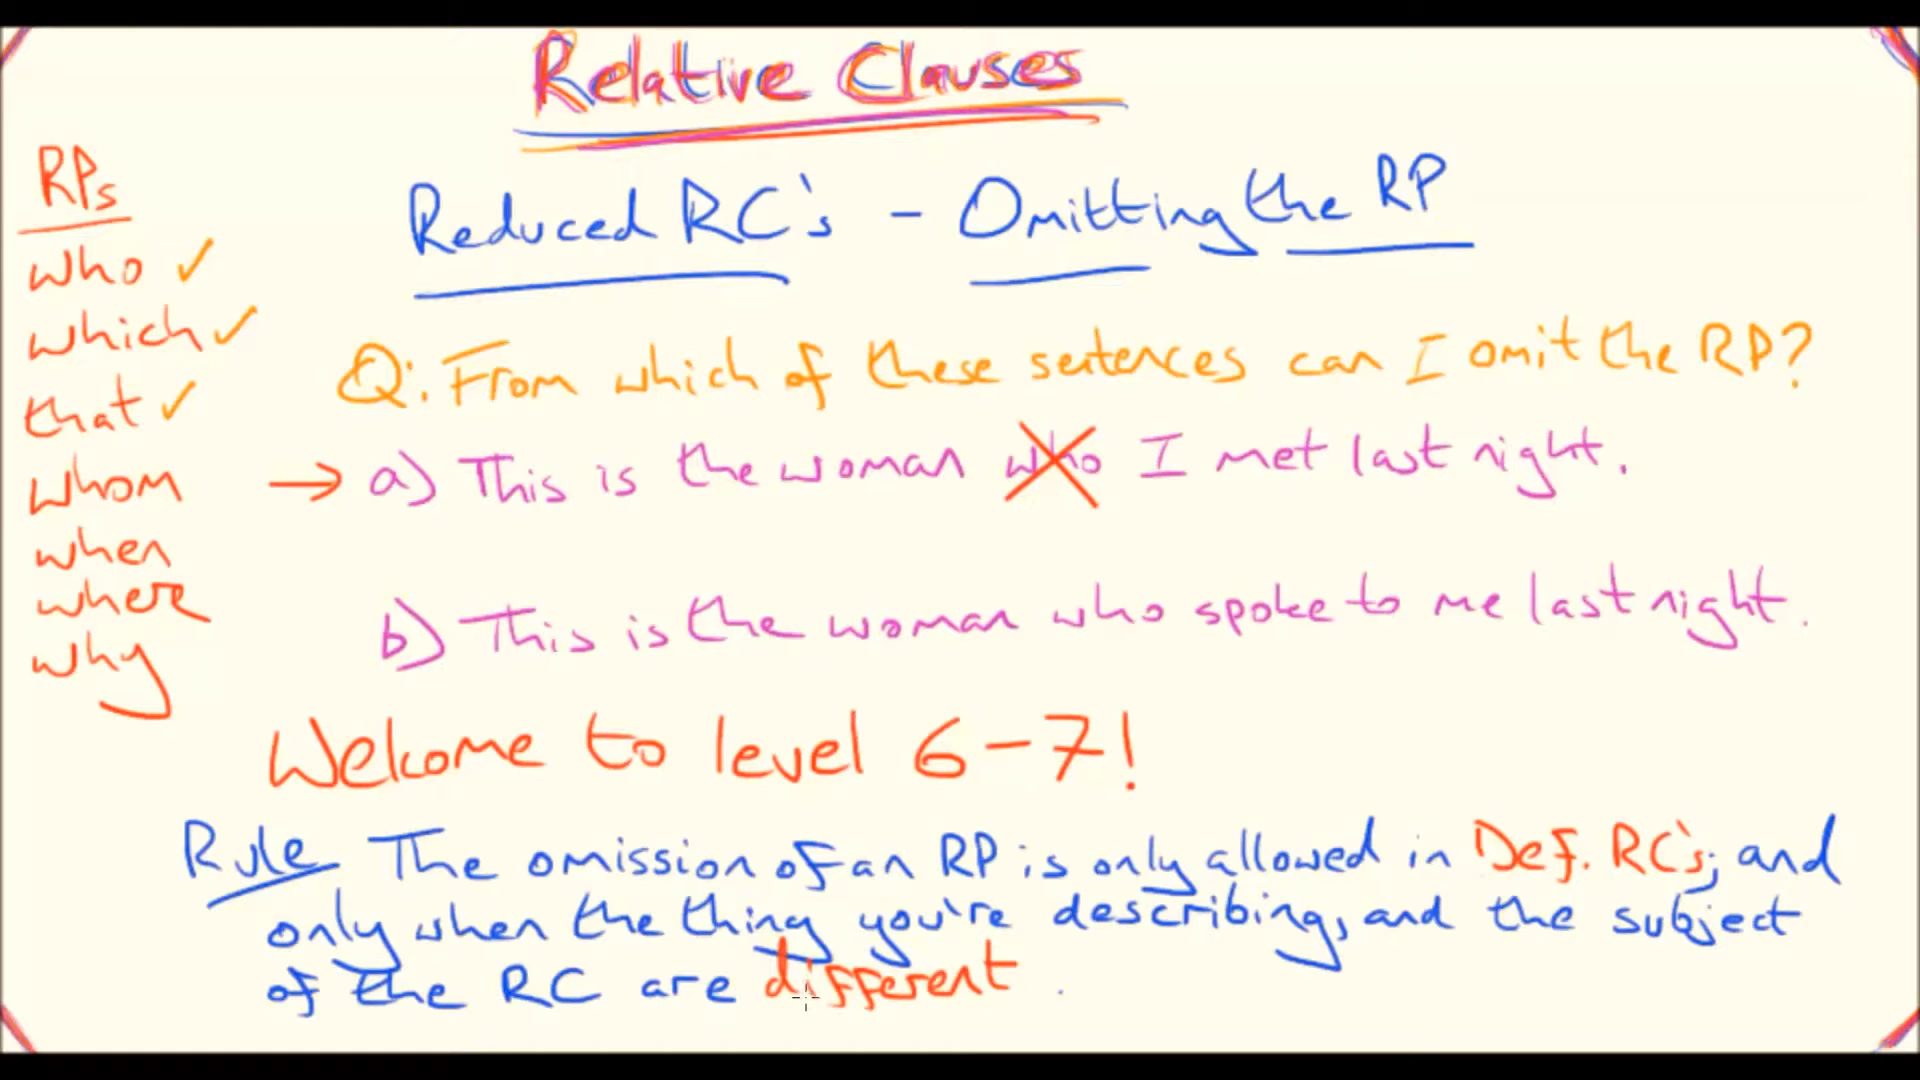 Relative Clauses
Reduced RC's - Omitting the RP
RPs
who ✓
which ✓
that ✓
whom
when
where
why
Q: From which of these sentences can I omit the RP?
→ a) This is the woman who I met last night.
b) This is the woman who spoke to me last night.
Welcome to level 6-7!
Rule The omission of an RP is only allowed in Def. RC's; and
only when the thing you're describing, and the subject
of the RC are different.